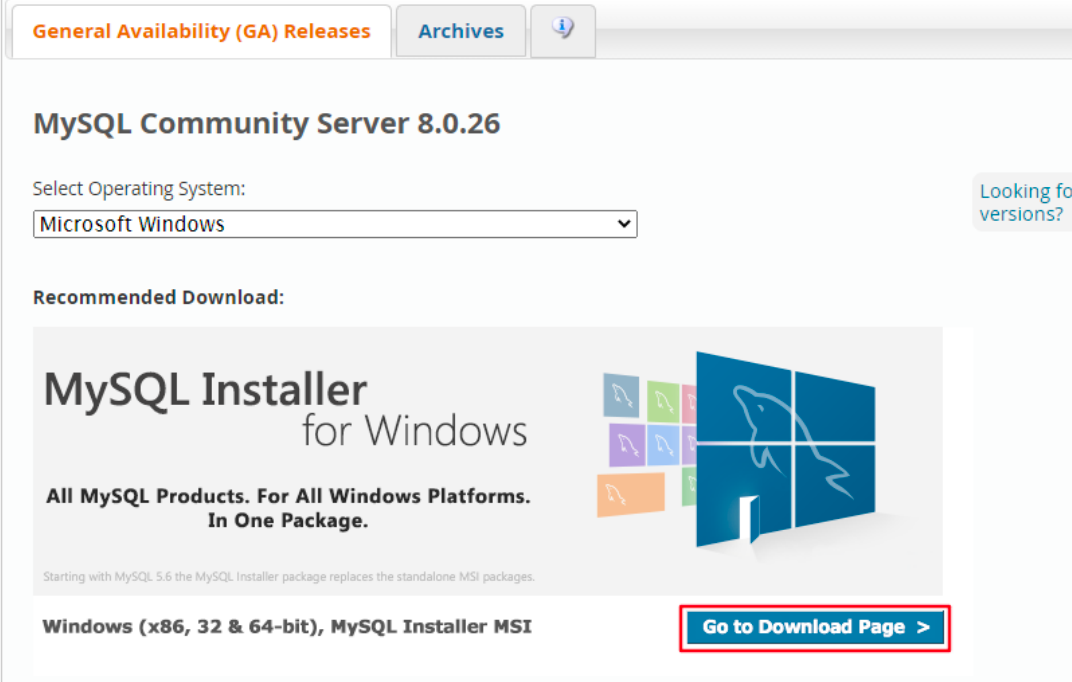 General Availability (GA) Releases
Archives
MySQL Community Server 8.0.26
Select Operating System:
Looking fo
versions?
Microsoft Windows
Recommended Download:
MySQL Installer
for Windows
All MySQL Products. For All Windows Platforms.
In One Package.
Starting with MySQL 5.6 the MySQL Installer package replaces the standalone MSI packages.
Windows (x86, 32 & 64-bit), MySQL Installer MSI
Go to Download Page >